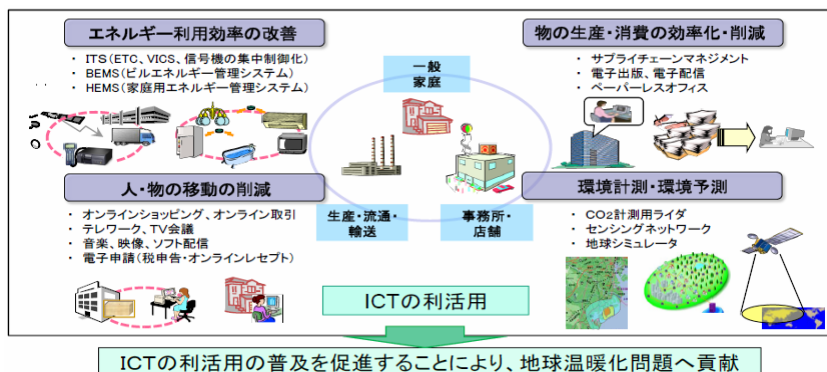 エネルギー利用効率の改善
・ ITS(ETC、VICS、信号機の集中制御化)
・ BEMS(ビルエネルギー管理システム)
・ HEMS(家庭用エネルギー管理システム)
人・物の移動の削減
・ オンラインショッピング、オンライン取引
・ テレワーク、TV会議
・ 音楽、映像、ソフト配信
・ 電子申請(税申告・オンラインレセプト)
一般
家庭
生産・流通・
輸送
事務所・
店舗
物の生産・消費の効率化・削減
・ サプライチェーンマネジメント
・ 電子出版、電子配信
・ ペーパーレスオフィス
環境計測・環境予測
・ CO2計測用ライダ
・ センシングネットワーク
・ 地球シミュレータ
ICTの利活用
ICTの利活用の普及を促進することにより、地球温暖化問題へ貢献